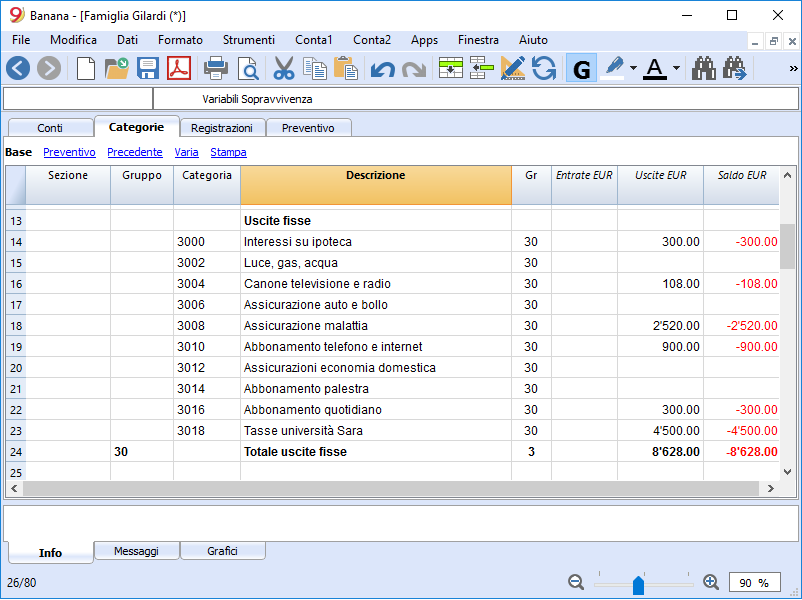 Banana - [Famiglia Gilardi (*)]
File Modifica Dati Formato Strumenti Conta1 Conta2 Apps Finestra Aiuto
G A »
Variabili Sopravvivenza
Conti Categorie Registrazioni Preventivo
Base Preventivo Precedente Varia Stampa
Sezione Gruppo Categoria Descrizione Gr Entrate EUR Uscite EUR Saldo EUR
13 Uscite fisse
14 3000 Interessi su ipoteca 30 300.00 -300.00
15 3002 Luce, gas, acqua 30
16 3004 Canone televisione e radio 30 108.00 -108.00
17 3006 Assicurazione auto e bollo 30
18 3008 Assicurazione malattia 30 2'520.00 -2'520.00
19 3010 Abbonamento telefono e internet 30 900.00 -900.00
20 3012 Assicurazioni economia domestica 30
21 3014 Abbonamento palestra 30
22 3016 Abbonamento quotidiano 30 300.00 -300.00
23 3018 Tasse università Sara 30 4'500.00 -4'500.00
24 30 Totale uscite fisse 3 8'628.00 -8'628.00
25
Info Messaggi Grafici
26/80 90 %